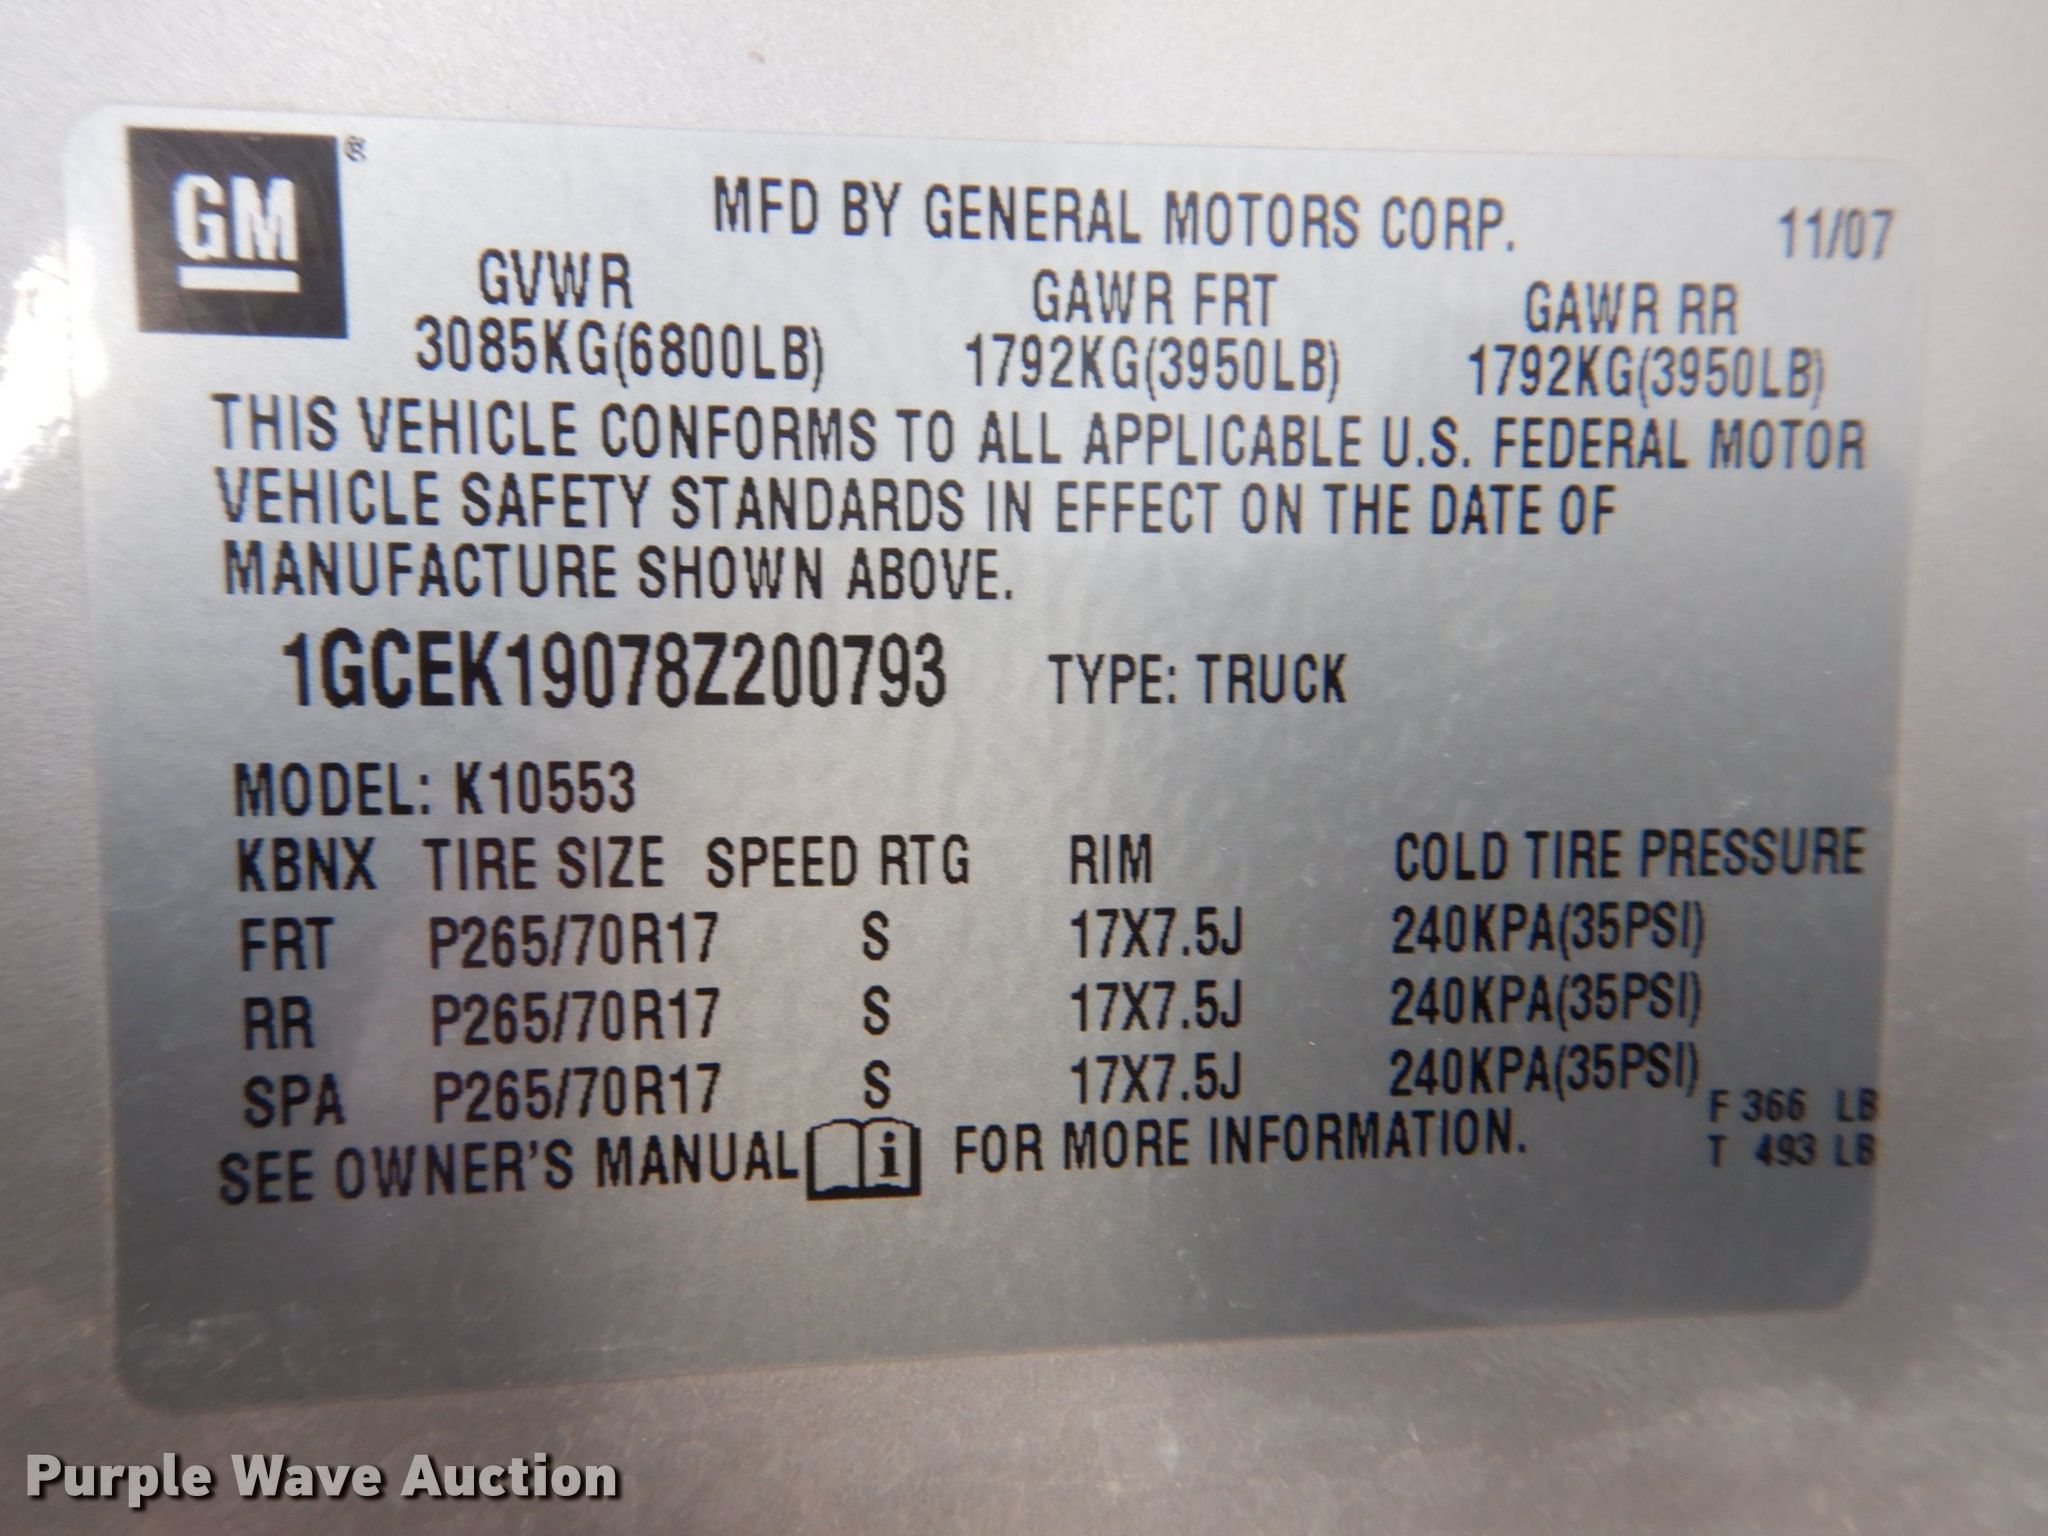 GM ®
MFD BY GENERAL MOTORS CORP. 11/07
GVWR GAWR FRT GAWR RR
3085KG(6800LB) 1792KG(3950LB) 1792KG(3950LB)
THIS VEHICLE CONFORMS TO ALL APPLICABLE U.S. FEDERAL MOTOR
VEHICLE SAFETY STANDARDS IN EFFECT ON THE DATE OF
MANUFACTURE SHOWN ABOVE.
1GCEK19078Z200793 TYPE: TRUCK
MODEL: K10553
KBNX TIRE SIZE SPEED RTG RIM COLD TIRE PRESSURE
FRT P265/70R17 S 17X7.5J 240KPA(35PSI)
RR P265/70R17 S 17X7.5J 240KPA(35PSI)
SPA P265/70R17 S 17X7.5J 240KPA(35PSI)
F 366 LB
T 493 LB
SEE OWNER'S MANUAL i FOR MORE INFORMATION.
Purple Wave Auction